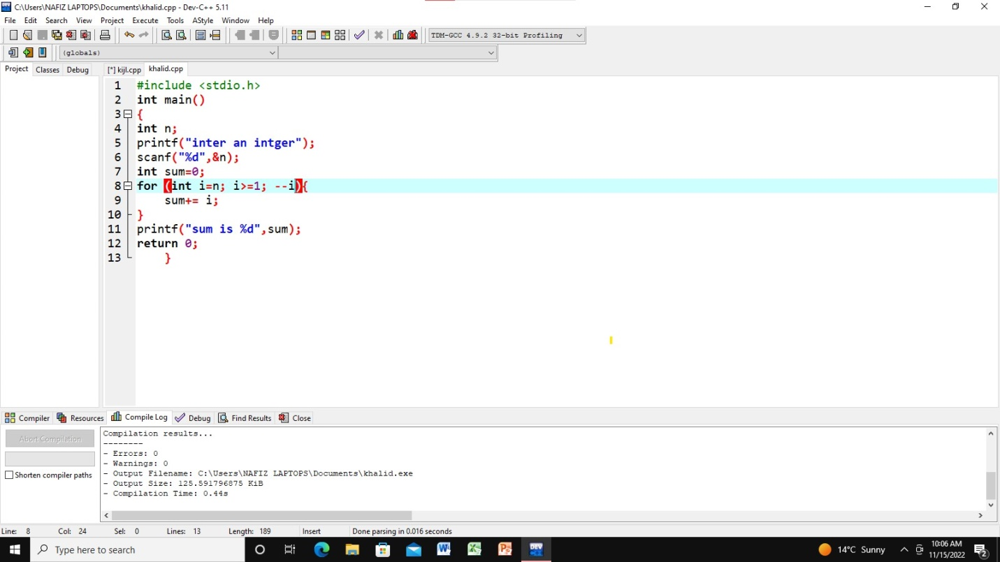 C:\Users\NAFIZ LAPTOPS\Documents\khalid.cpp - Dev-C++ 5.11
File Edit Search View Project Execute Tools AStyle Window Help
TDM-GCC 4.9.2 32-bit Profiling
(globals)
Project Classes Debug [*] kijl.cpp khalid.cpp
1 #include <stdio.h>
2 int main()
3 {
4 int n;
5 printf("inter an intger");
6 scanf("%d",&n);
7 int sum=0;
8 for (int i=n; i>=1; --i){
9 sum+= i;
10 }
11 printf("sum is %d",sum);
12 return 0;
13 }
Compiler Resources Compile Log Debug Find Results Close
Abort Compilation
Shorten compiler paths
Compilation results...
--------
- Errors: 0
- Warnings: 0
- Output Filename: C:\Users\NAFIZ LAPTOPS\Documents\khalid.exe
- Output Size: 125.591796875 KiB
- Compilation Time: 0.44s
Line: 8 Col: 24 Sel: 0 Lines: 13 Length: 189 Insert Done parsing in 0.016 seconds
Type here to search
DEV
14°C Sunny
10:06 AM
11/15/2022
2